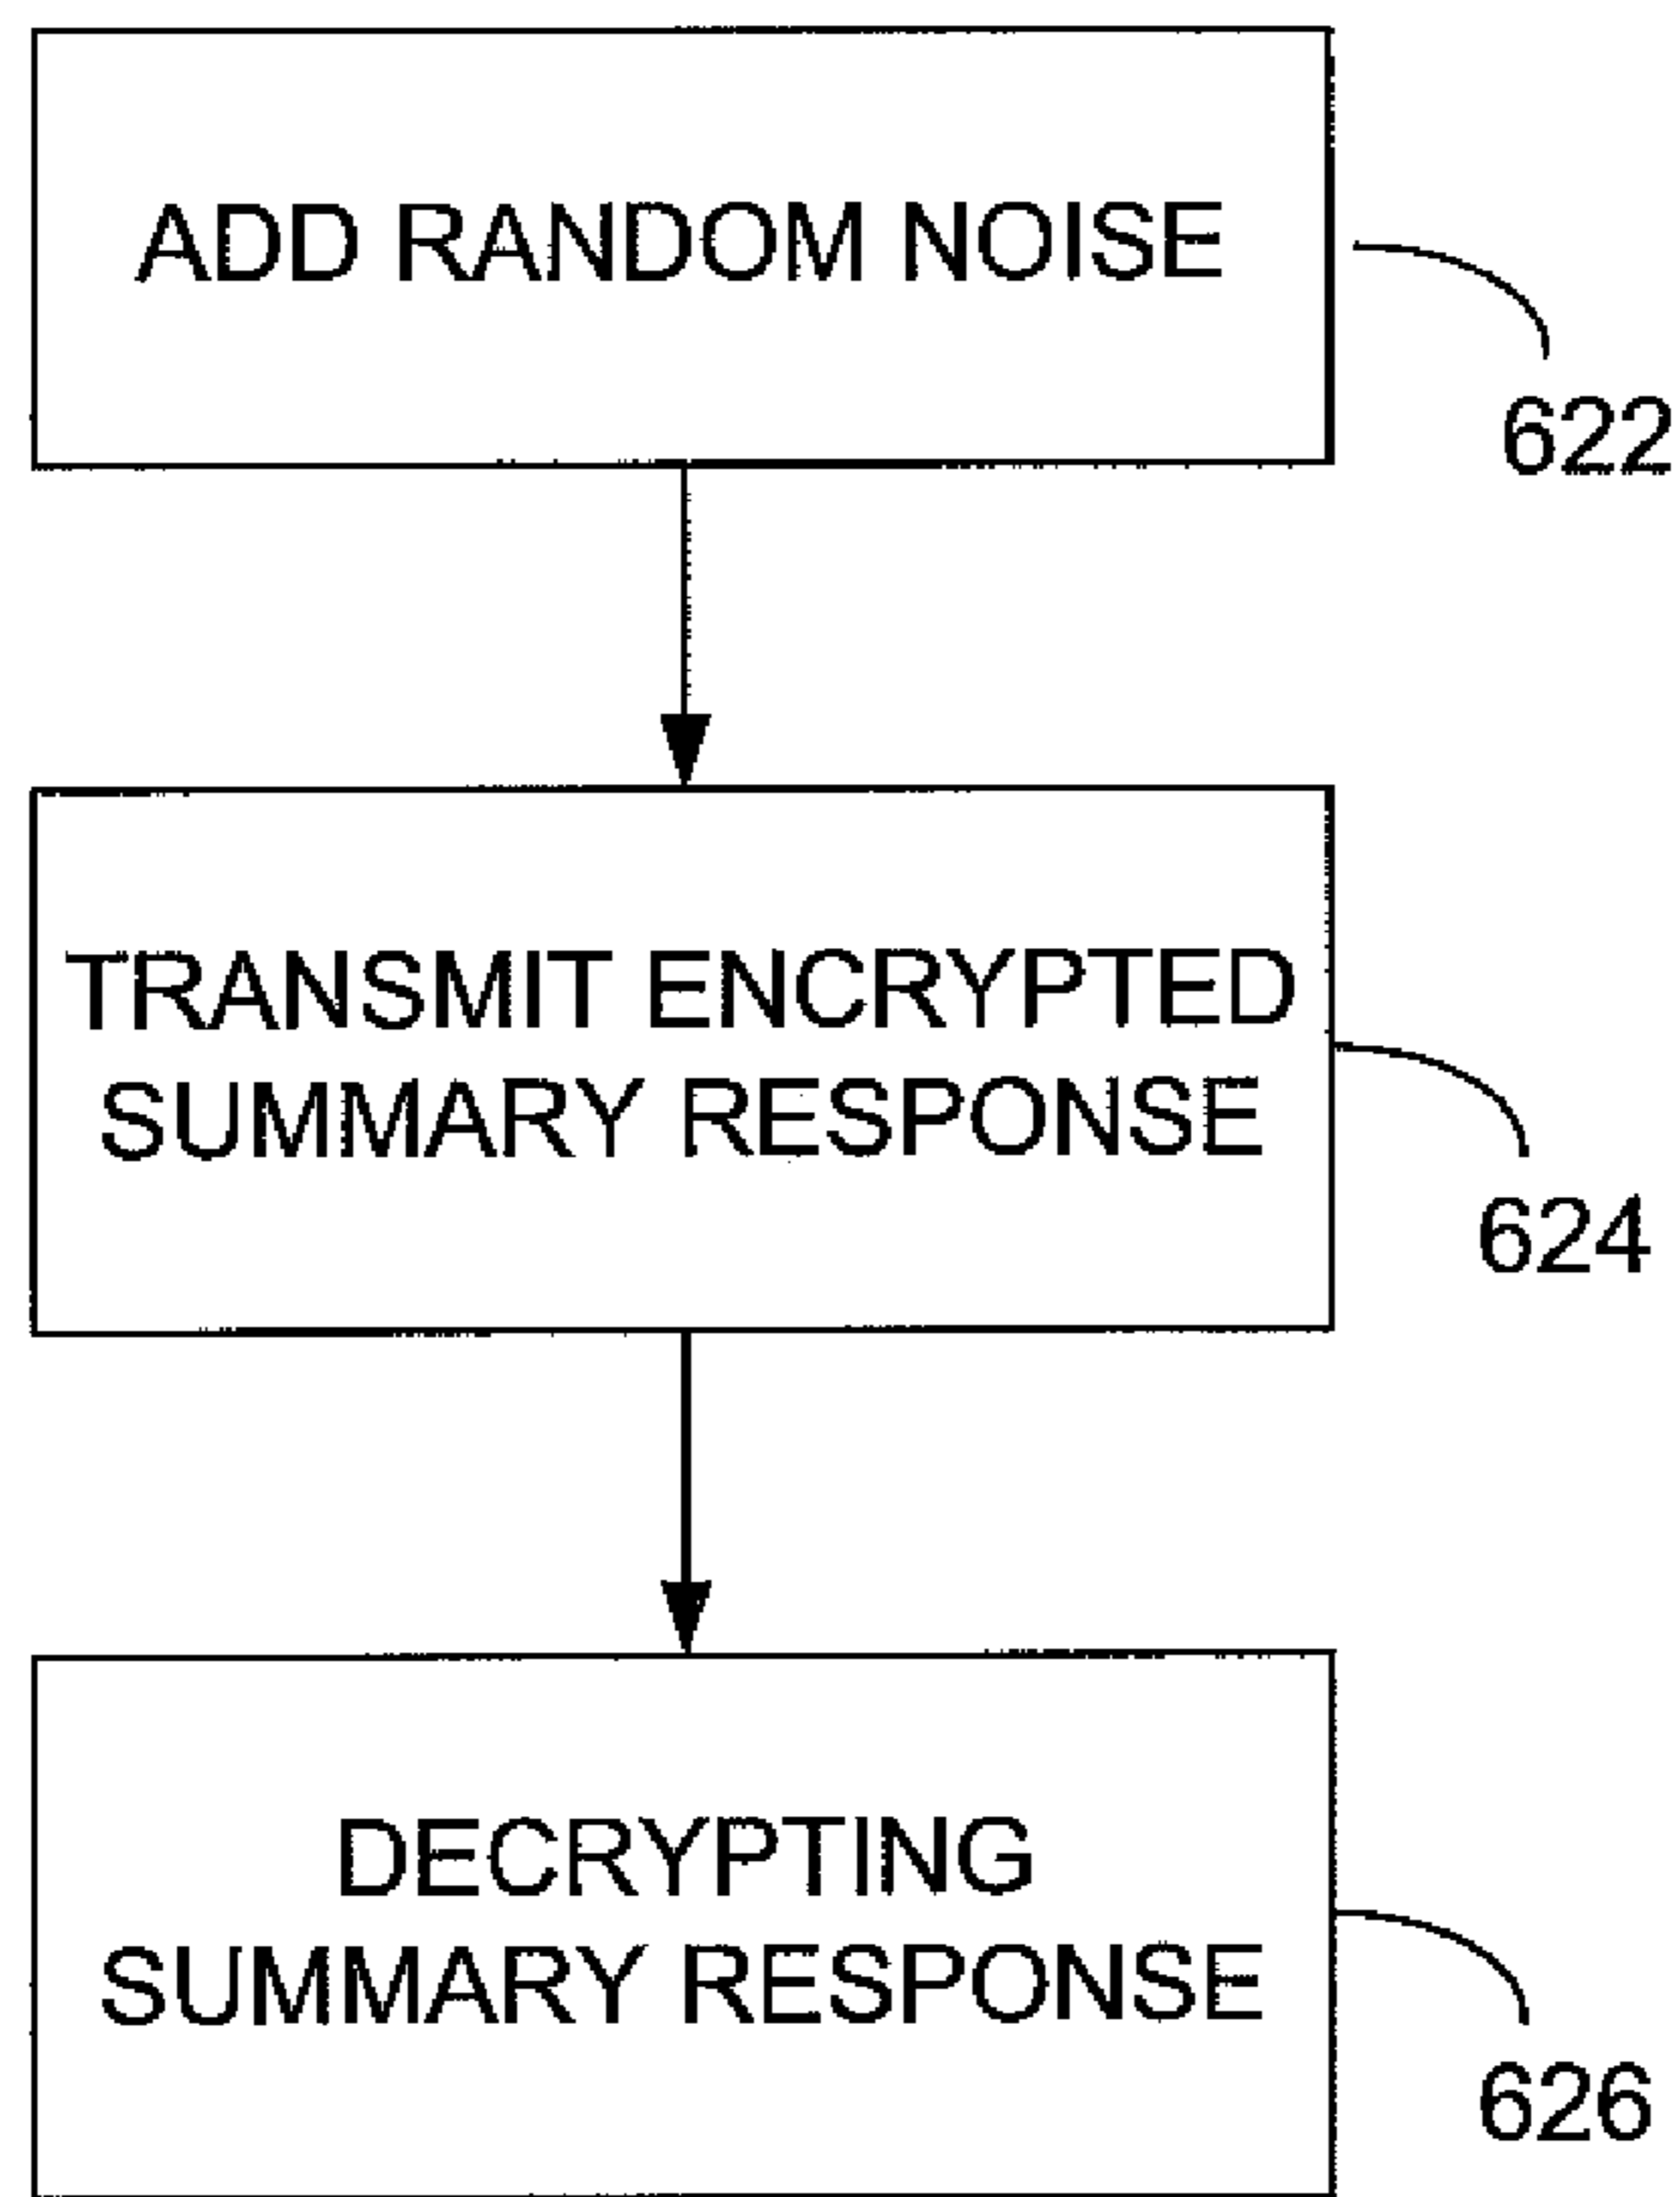 ADD RANDOM NOISE
622
TRANSMIT ENCRYPTED
SUMMARY RESPONSE
624
DECRYPTING
SUMMARY RESPONSE
626